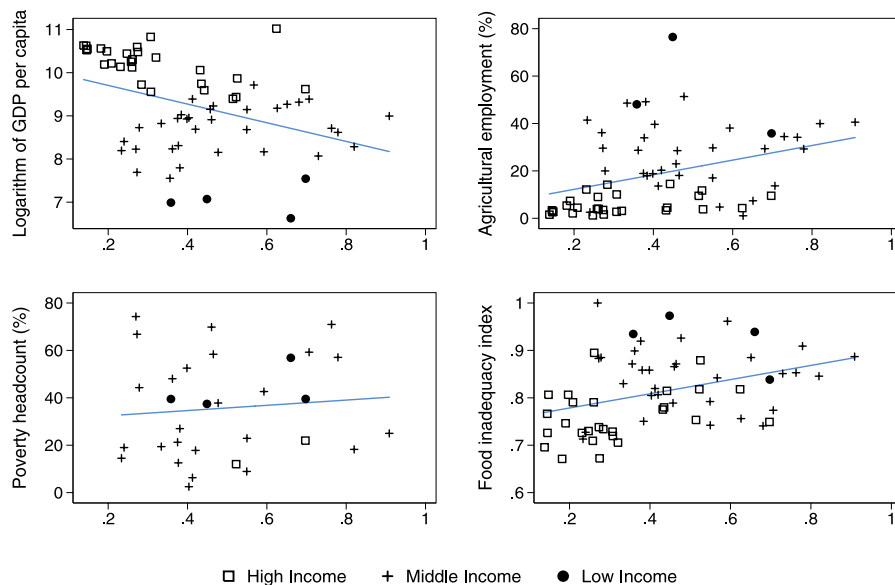 Logarithm of GDP per capita
11
10
9
8
7
.2 .4 .6 .8 1
Agricultural employment (%)
80
60
40
20
0
.2 .4 .6 .8 1
Poverty headcount (%)
80
60
40
20
0
.2 .4 .6 .8 1
Food inadequacy index
1
.9
.8
.7
.6
.2 .4 .6 .8 1
High Income Middle Income Low Income